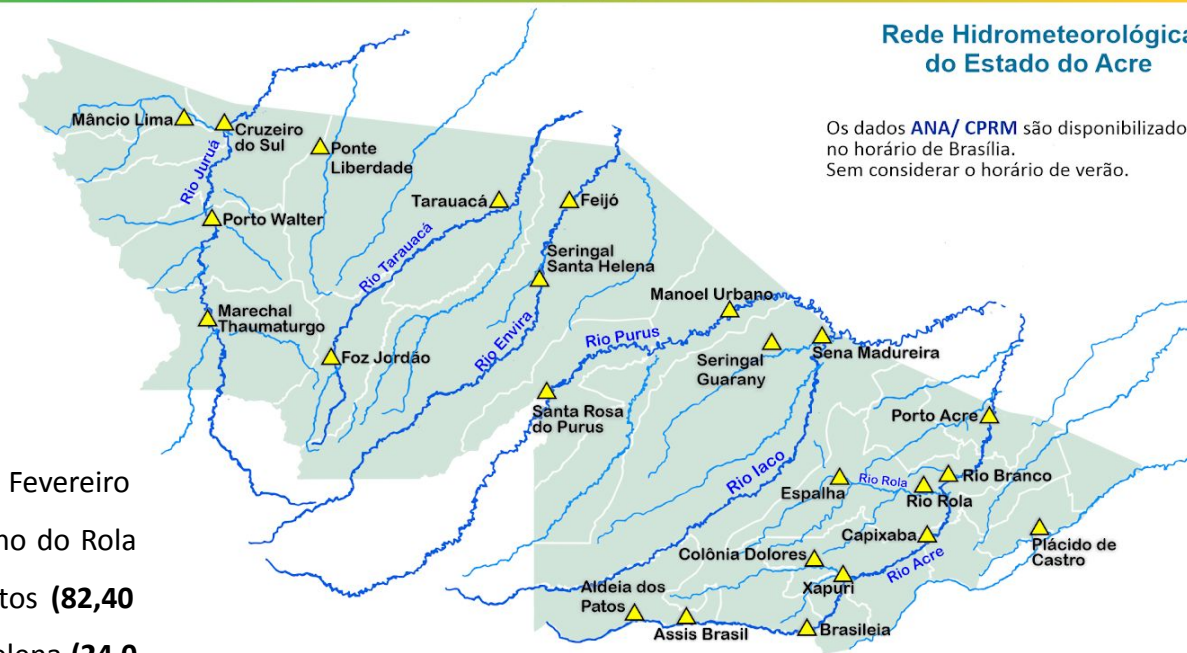 Rede Hidrometeorológica
do Estado do Acre
Os dados ANA/ CPRM são disponibilizado
no horário de Brasília.
Sem considerar o horário de verão.
Mâncio Lima
Cruzeiro
do Sul
Ponte
Liberdade
Rio Juruá
Tarauacá
Feijó
Porto Walter
Rio Tarauacá
Seringal
Santa Helena
Manoel Urbano
Marechal
Thaumaturgo
Foz Jordão
Rio Envira
Rio Purus
Seringal
Guarany
Sena Madureira
Santa Rosa
do Purus
Porto Acre
Rio Iaco
Espalha
Rio Rola
Rio Rola
Rio Branco
Capixaba
Plácido de
Castro
Colônia Dolores
Rio Acre
Xapuri
Aldeia dos
Patos
Assis Brasil
Brasileia
Fevereiro
do Rola
(82,40
(24,0